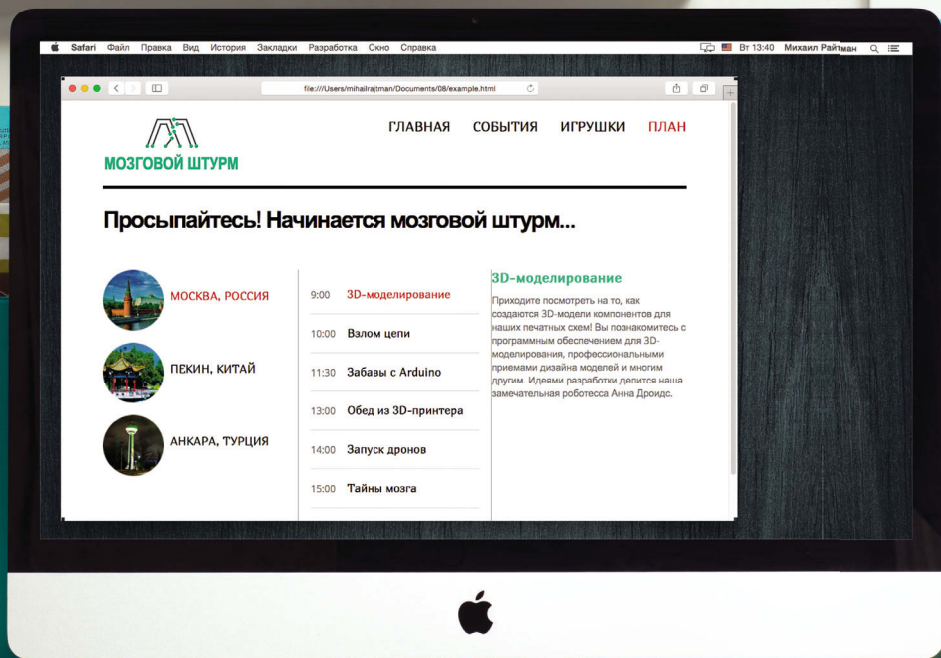 Safari Файл Правка Вид История Закладки Разработка Окно Справка
Вт 13:40 Михаил Райтман
file:///Users/mihailrajtman/Documents/08/example.html
МОЗГОВОЙ ШТУРМ
ГЛАВНАЯ СОБЫТИЯ ИГРУШКИ ПЛАН
Просыпайтесь! Начинается мозговой штурм...
МОСКВА, РОССИЯ
ПЕКИН, КИТАЙ
АНКАРА, ТУРЦИЯ
9:00 3D-моделирование
10:00 Взлом цепи
11:30 Забавы с Arduino
13:00 Обед из 3D-принтера
14:00 Запуск дронов
15:00 Тайны мозга
3D-моделирование
Приходите посмотреть на то, как
создаются 3D-модели компонентов для
наших печатных схем! Вы познакомитесь с
программным обеспечением для 3D-
моделирования, профессиональными
приемами дизайна моделей и многим
другим. Идеями разработки делится наша
замечательная роботесса Анна Дроидс.